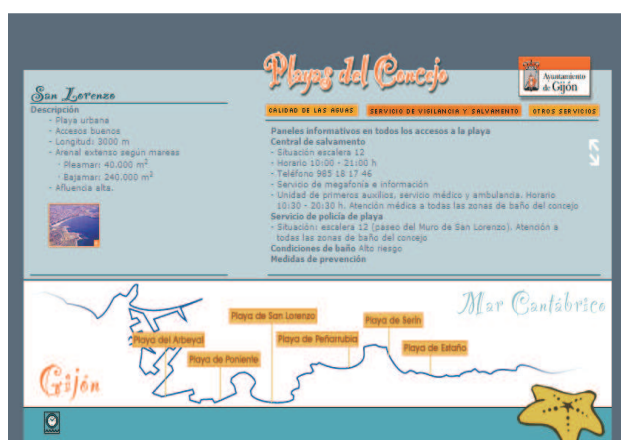 Playas del Concejo
Ayuntamiento
de Gijón
San Lorenzo
Descripción
- Playa urbana
- Accesos buenos
- Longitud: 3000 m
- Arenal extenso según mareas
- Pleamar: 40.000 m²
- Bajamar: 240.000 m²
- Afluencia alta.
CALIDAD DE LAS AGUAS
SERVICIO DE VIGILANCIA Y SALVAMENTO
OTROS SERVICIOS
Paneles informativos en todos los accesos a la playa
Central de salvamento
- Situación escalera 12
- Horario 10:00 - 21:00 h
- Teléfono 985 18 17 46
- Servicio de megafonía e información
- Unidad de primeros auxilios, servicio médico y ambulancia. Horario
10:30 - 20:30 h. Atención médica a todas las zonas de baño del concejo
Servicio de policía de playa
- Situación: escalera 12 (paseo del Muro de San Lorenzo). Atención a
todas las zonas de baño del concejo
Condiciones de baño Alto riesgo
Medidas de prevención
Mar Cantábrico
Playa de San Lorenzo
Playa de Serín
Playa del Arbeyal
Playa de Peñarrubia
Playa de Estaño
Playa de Poniente
Gijón